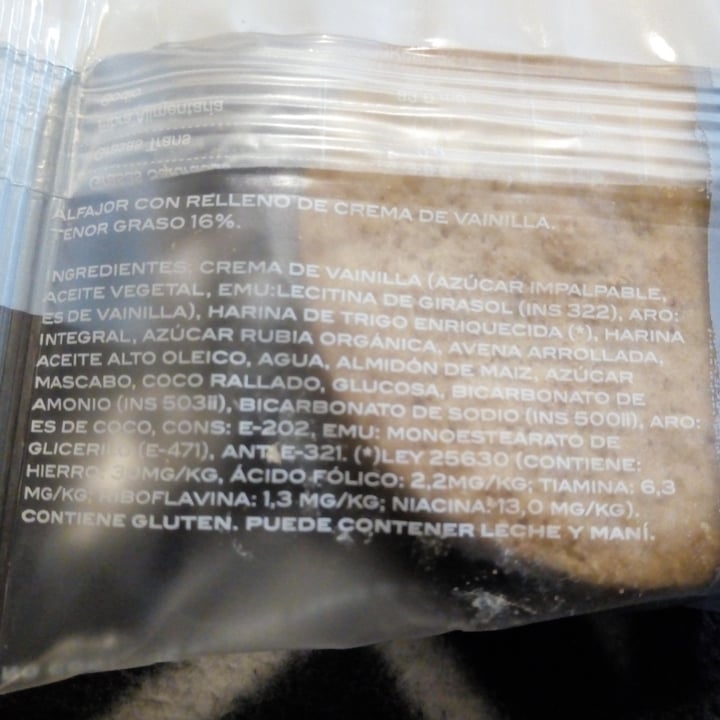 Grasas Trans
Fibra Alimentaria
ALFAJOR CON RELLENO DE CREMA DE VAINILLA.
TENOR GRASO 16%.
INGREDIENTES: CREMA DE VAINILLA (AZÚCAR IMPALPABLE,
ACEITE VEGETAL, EMU:LECITINA DE GIRASOL (INS 322), ARO:
ES DE VAINILLA), HARINA DE TRIGO ENRIQUECIDA (*), HARINA
INTEGRAL, AZÚCAR RUBIA ORGÁNICA, AVENA ARROLLADA,
ACEITE ALTO OLEICO, AGUA, ALMIDÓN DE MAIZ, AZÚCAR
MASCABO, COCO RALLADO, GLUCOSA, BICARBONATO DE
AMONIO (INS 503ii), BICARBONATO DE SODIO (INS 500ii), ARO:
ES DE COCO, CONS: E-202, EMU: MONOESTEARATO DE
GLICERILO (E-471), ANT: E-321. (*)LEY 25630 (CONTIENE:
HIERRO: 30MG/KG, ÁCIDO FÓLICO: 2,2MG/KG; TIAMINA: 6,3
MG/KG, RIBOFLAVINA: 1,3 MG/KG; NIACINA: 13,0 MG/KG).
CONTIENE GLUTEN. PUEDE CONTENER LECHE Y MANÍ.